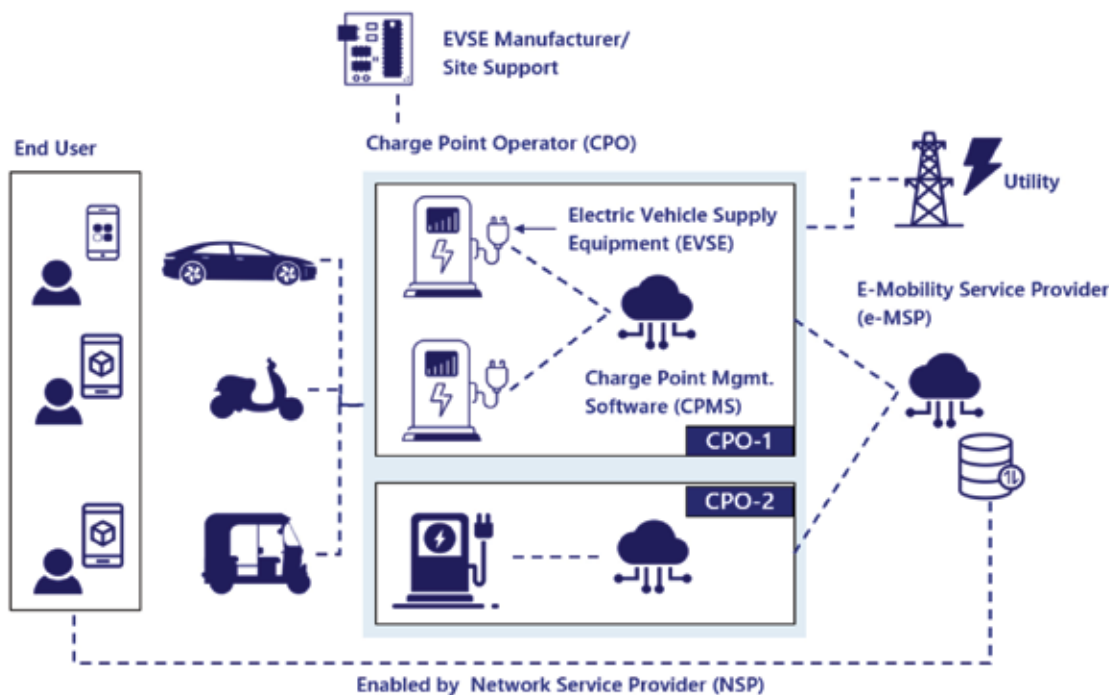 EVSE Manufacturer/
Site Support
Charge Point Operator (CPO)
End User
Utility
Electric Vehicle Supply
Equipment (EVSE)
E-Mobility Service Provider
(e-MSP)
Charge Point Mgmt.
Software (CPMS)
CPO-1
CPO-2
Enabled by Network Service Provider (NSP)